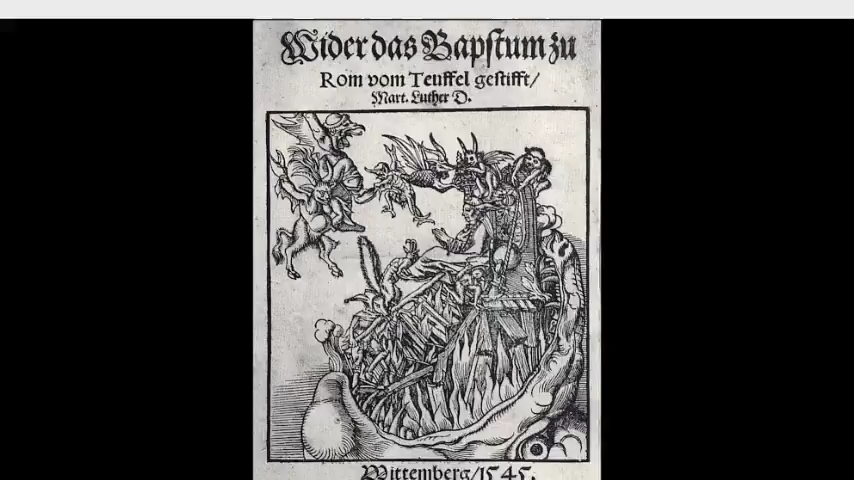 Wider das Bapstum zu
Rom vom Teuffel gestifft/
Mart. Luther D.
Wittemberg/1545.